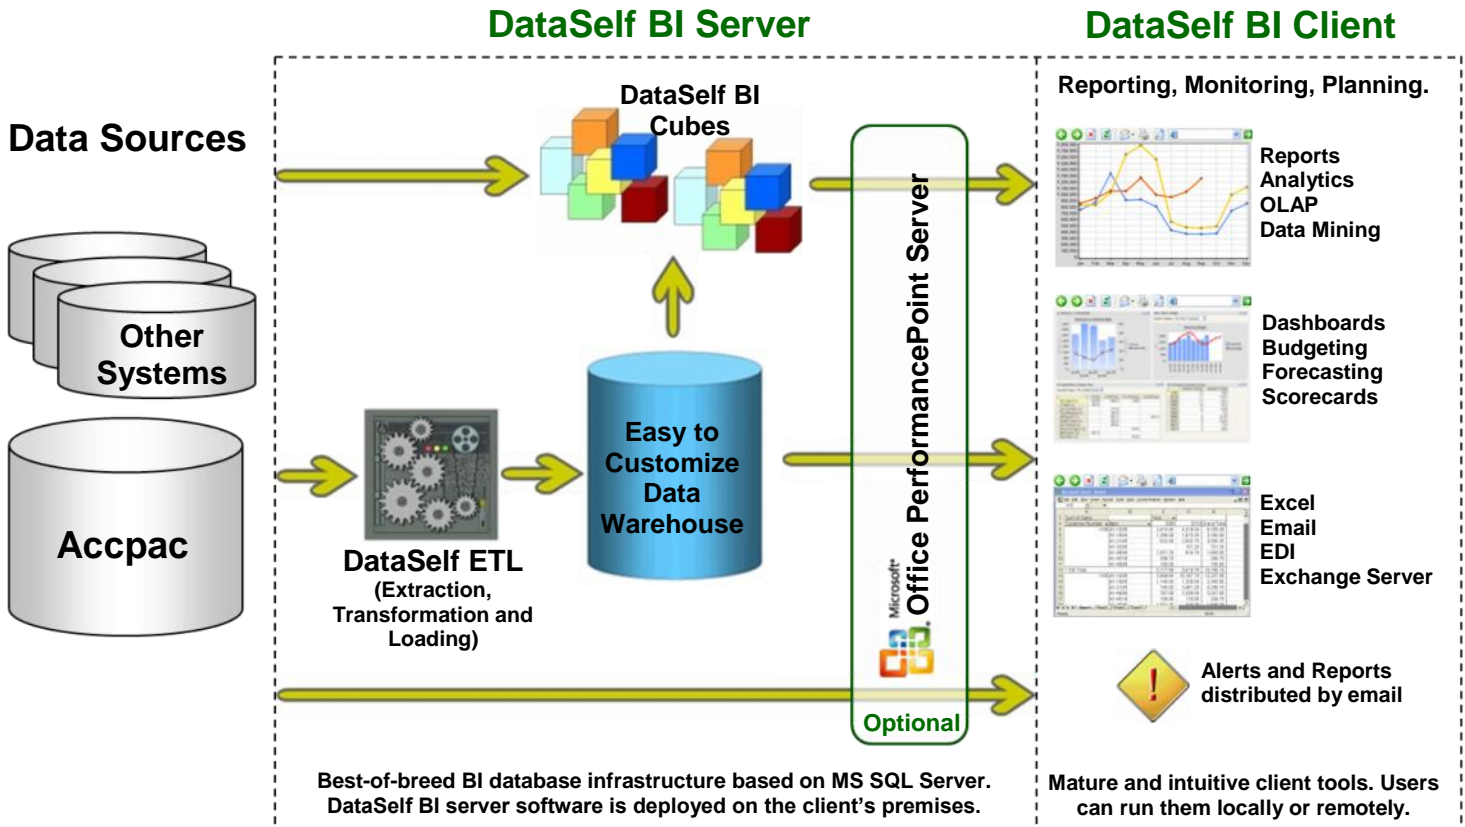 DataSelf BI Server
DataSelf BI Client
Data Sources
Other
Systems
Accpac
DataSelf BI
Cubes
DataSelf ETL
(Extraction,
Transformation and
Loading)
Easy to
Customize
Data
Warehouse
Microsoft
Office PerformancePoint Server
Optional
Best-of-breed BI database infrastructure based on MS SQL Server.
DataSelf BI server software is deployed on the client's premises.
Reporting, Monitoring, Planning.
Reports
Analytics
OLAP
Data Mining
Dashboards
Budgeting
Forecasting
Scorecards
Excel
Email
EDI
Exchange Server
Alerts and Reports
distributed by email
Mature and intuitive client tools. Users
can run them locally or remotely.